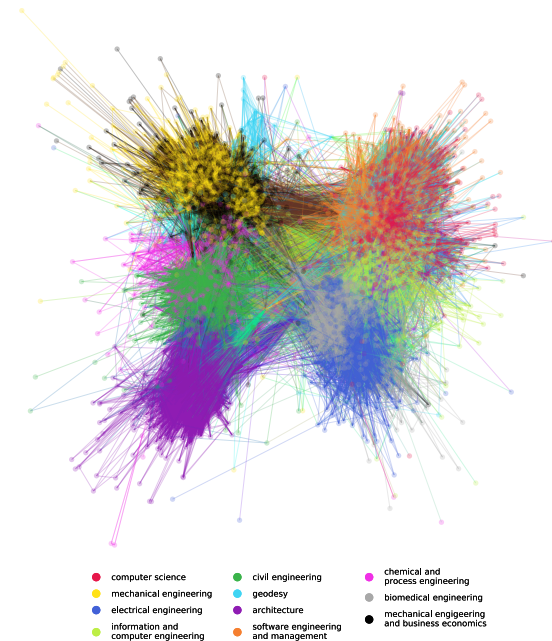 computer science
mechanical engineering
electrical engineering
information and
computer engineering
civil engineering
geodesy
architecture
software engineering
and management
chemical and
process engineering
biomedical engineering
mechanical engigeering
and business economics